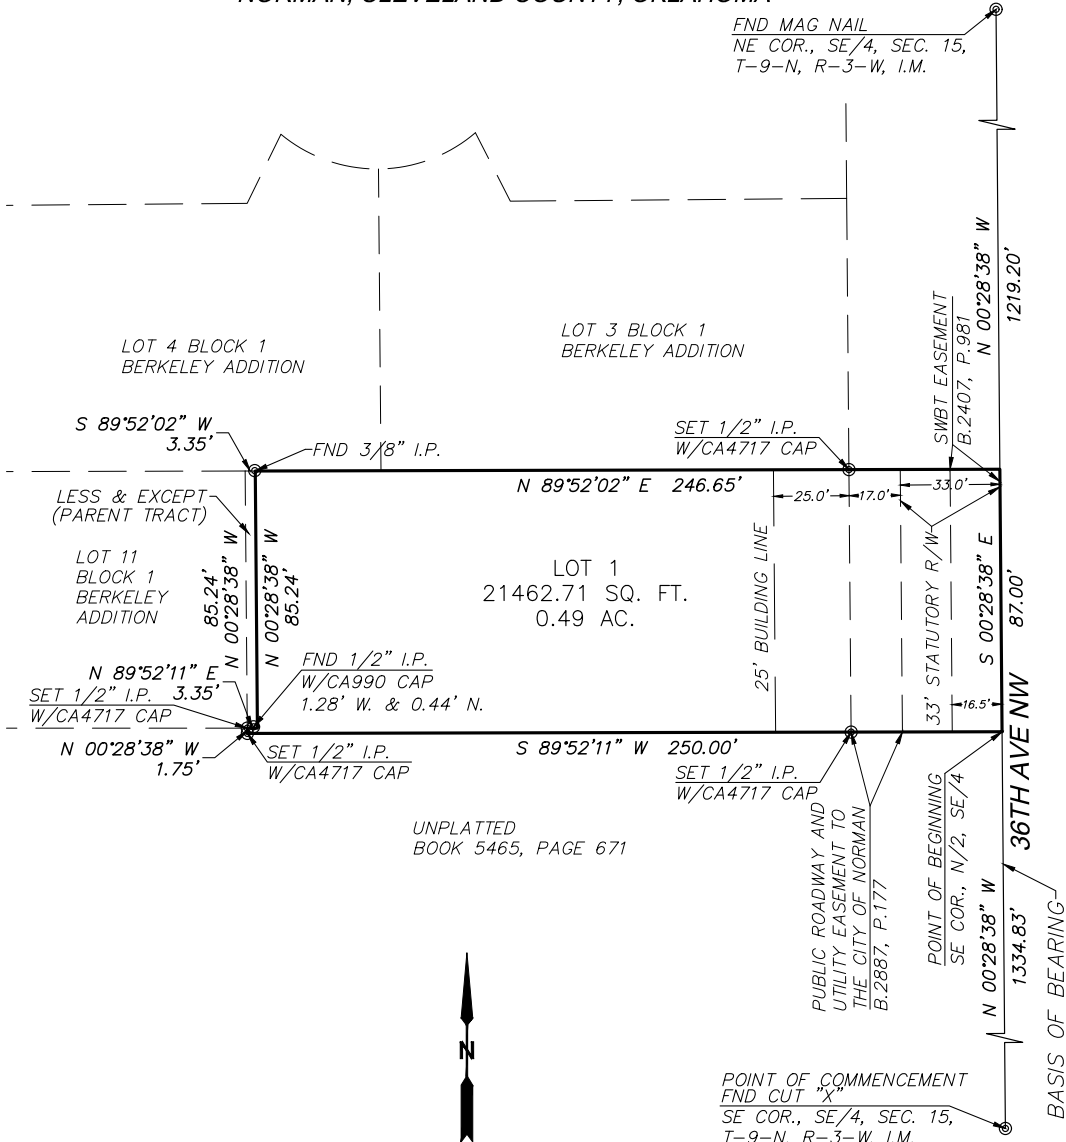 NORMAN, CLEVELAND COUNTY, OKLAHOMA
FND MAG NAIL
NE COR., SE/4, SEC. 15,
T-9-N, R-3-W, I.M.
N 00°28'38" W
1219.20'
SWBT EASEMENT
B.2407, P.981
LOT 4 BLOCK 1
BERKELEY ADDITION
LOT 3 BLOCK 1
BERKELEY ADDITION
S 89°52'02" W
3.35'
FND 3/8" I.P.
SET 1/2" I.P.
W/CA4717 CAP
N 89°52'02" E 246.65'
25.0'
17.0'
33.0'
LESS & EXCEPT
(PARENT TRACT)
LOT 11
BLOCK 1
BERKELEY
ADDITION
85.24'
N 00°28'38" W
N 00°28'38" W
85.24'
LOT 1
21462.71 SQ. FT.
0.49 AC.
25' BUILDING LINE
33' STATUTORY R/W
S 00°28'38" E
87.00'
16.5'
N 89°52'11" E
3.35'
SET 1/2" I.P.
W/CA4717 CAP
FND 1/2" I.P.
W/CA990 CAP
1.28' W. & 0.44' N.
N 00°28'38" W
1.75'
SET 1/2" I.P.
W/CA4717 CAP
S 89°52'11" W 250.00'
SET 1/2" I.P.
W/CA4717 CAP
UNPLATTED
BOOK 5465, PAGE 671
PUBLIC ROADWAY AND
UTILITY EASEMENT TO
THE CITY OF NORMAN
B.2887, P.177
POINT OF BEGINNING
SE COR., N/2, SE/4
36TH AVE NW
N 00°28'38" W
1334.83'
BASIS OF BEARING
N
POINT OF COMMENCEMENT
FND CUT "X"
SE COR., SE/4, SEC. 15,
T-9-N, R-3-W, I.M.